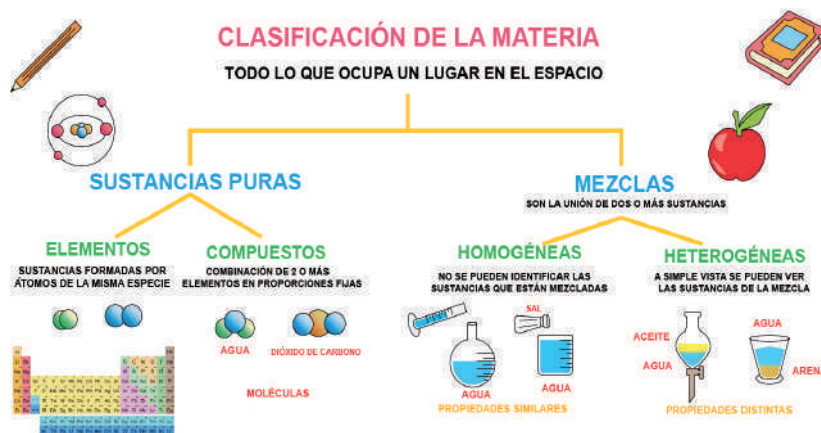 CLASIFICACIÓN DE LA MATERIA
TODO LO QUE OCUPA UN LUGAR EN EL ESPACIO
SUSTANCIAS PURAS
MEZCLAS
SON LA UNIÓN DE DOS O MÁS SUSTANCIAS
ELEMENTOS
SUSTANCIAS FORMADAS POR
ÁTOMOS DE LA MISMA ESPECIE
COMPUESTOS
COMBINACIÓN DE 2 O MÁS
ELEMENTOS EN PROPORCIONES FIJAS
AGUA
DIÓXIDO DE CARBONO
MOLÉCULAS
HOMOGÉNEAS
NO SE PUEDEN IDENTIFICAR LAS
SUSTANCIAS QUE ESTÁN MEZCLADAS
SAL
AGUA
AGUA
PROPIEDADES SIMILARES
HETEROGÉNEAS
A SIMPLE VISTA SE PUEDEN VER
LAS SUSTANCIAS DE LA MEZCLA
ACEITE
AGUA
AGUA
ARENA
PROPIEDADES DISTINTAS